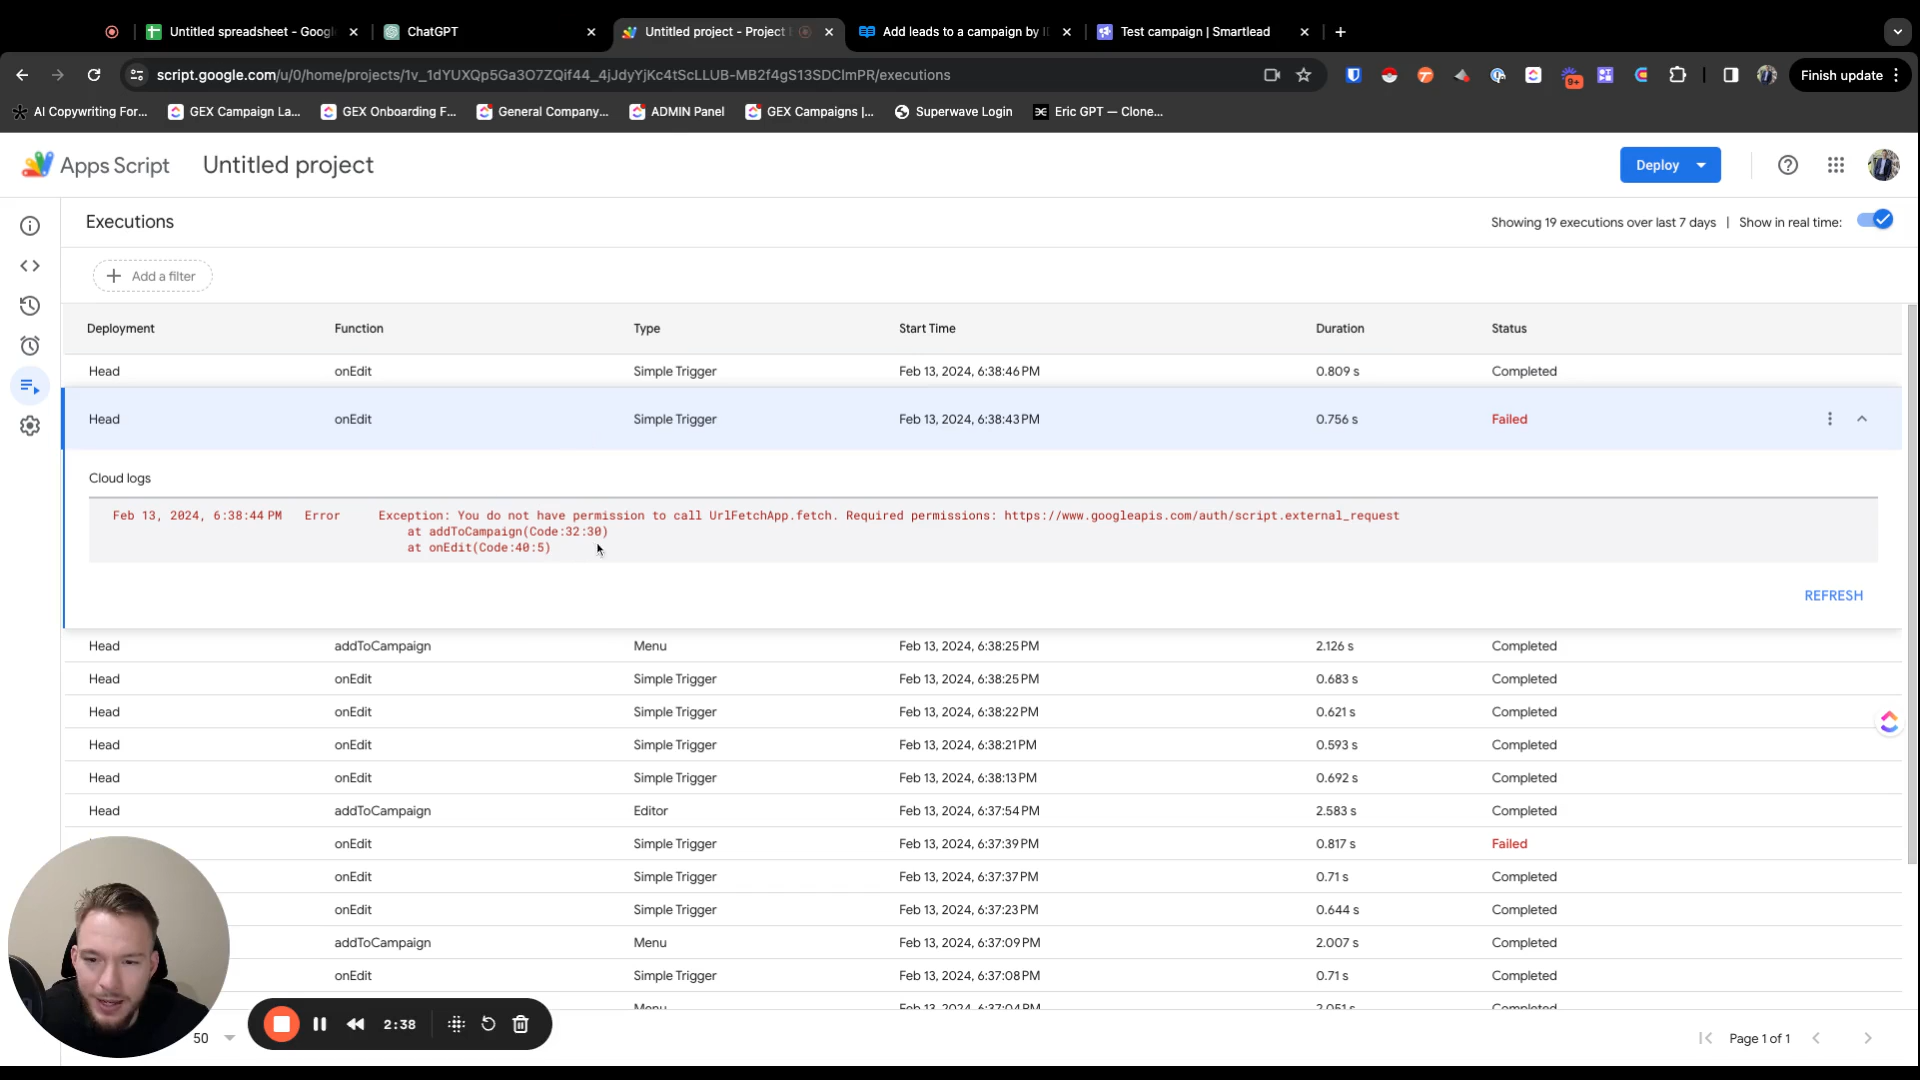 Untitled spreadsheet - Googl
ChatGPT
Untitled project - Project
Add leads to a campaign by I
Test campaign | Smartlead
script.google.com/u/0/home/projects/1v_1dYUXQp5Ga3O7ZQif44_4jJdyYjKc4tScLLUB-MB2f4gS13SDClmPR/executions
9+
Finish update
AI Copywriting For...
GEX Campaign La...
GEX Onboarding F...
General Company...
ADMIN Panel
GEX Campaigns |...
Superwave Login
Eric GPT — Clone...
Apps Script
Untitled project
Deploy
Executions
Showing 19 executions over last 7 days | Show in real time:
Add a filter
Deployment Function Type Start Time Duration Status
Head onEdit Simple Trigger Feb 13, 2024, 6:38:46 PM 0.809 s Completed
Head onEdit Simple Trigger Feb 13, 2024, 6:38:43 PM 0.756 s Failed
Cloud logs
Feb 13, 2024, 6:38:44 PM Error Exception: You do not have permission to call UrlFetchApp.fetch. Required permissions: https://www.googleapis.com/auth/script.external_request
at addToCampaign(Code:32:30)
at onEdit(Code:40:5)
REFRESH
Head addToCampaign Menu Feb 13, 2024, 6:38:25 PM 2.126 s Completed
Head onEdit Simple Trigger Feb 13, 2024, 6:38:25 PM 0.683 s Completed
Head onEdit Simple Trigger Feb 13, 2024, 6:38:22 PM 0.621 s Completed
Head onEdit Simple Trigger Feb 13, 2024, 6:38:21 PM 0.593 s Completed
Head onEdit Simple Trigger Feb 13, 2024, 6:38:13 PM 0.692 s Completed
Head addToCampaign Editor Feb 13, 2024, 6:37:54 PM 2.583 s Completed
onEdit Simple Trigger Feb 13, 2024, 6:37:39 PM 0.817 s Failed
onEdit Simple Trigger Feb 13, 2024, 6:37:37 PM 0.71 s Completed
onEdit Simple Trigger Feb 13, 2024, 6:37:23 PM 0.644 s Completed
addToCampaign Menu Feb 13, 2024, 6:37:09 PM 2.007 s Completed
onEdit Simple Trigger Feb 13, 2024, 6:37:08 PM 0.71 s Completed
Menu Feb 13, 2024, 6:37:04 PM 2.051 s Completed
50
2:38
Page 1 of 1